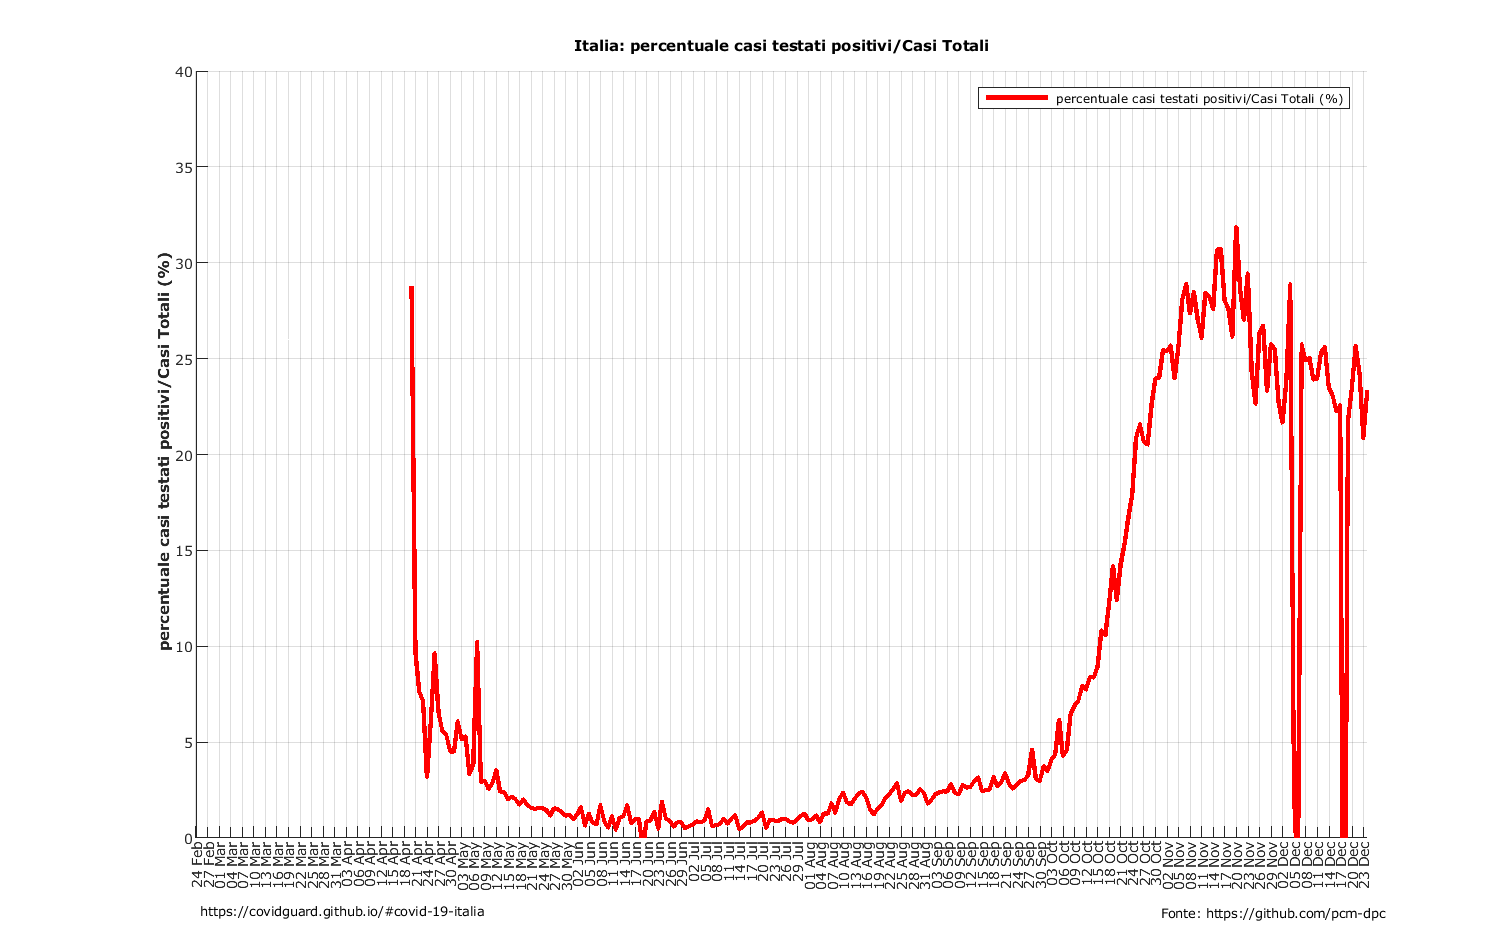 Italia: percentuale casi testati positivi/Casi Totali
percentuale casi testati positivi/Casi Totali (%)
percentuale casi testati positivi/Casi Totali (%)
40
35
30
25
20
15
10
5
0
24 Feb
27 Feb
01 Mar
04 Mar
07 Mar
10 Mar
13 Mar
16 Mar
19 Mar
22 Mar
25 Mar
28 Mar
31 Mar
03 Apr
06 Apr
09 Apr
12 Apr
15 Apr
18 Apr
21 Apr
24 Apr
27 Apr
30 Apr
03 May
06 May
09 May
12 May
15 May
18 May
21 May
24 May
27 May
30 May
02 Jun
05 Jun
08 Jun
11 Jun
14 Jun
17 Jun
20 Jun
23 Jun
26 Jun
29 Jun
02 Jul
05 Jul
08 Jul
11 Jul
14 Jul
17 Jul
20 Jul
23 Jul
26 Jul
29 Jul
01 Aug
04 Aug
07 Aug
10 Aug
13 Aug
16 Aug
19 Aug
22 Aug
25 Aug
28 Aug
31 Aug
03 Sep
06 Sep
09 Sep
12 Sep
15 Sep
18 Sep
21 Sep
24 Sep
27 Sep
30 Sep
03 Oct
06 Oct
09 Oct
12 Oct
15 Oct
18 Oct
21 Oct
24 Oct
27 Oct
30 Oct
02 Nov
05 Nov
08 Nov
11 Nov
14 Nov
17 Nov
20 Nov
23 Nov
26 Nov
29 Nov
02 Dec
05 Dec
08 Dec
11 Dec
14 Dec
17 Dec
20 Dec
23 Dec
https://covidguard.github.io/#covid-19-italia
Fonte: https://github.com/pcm-dpc